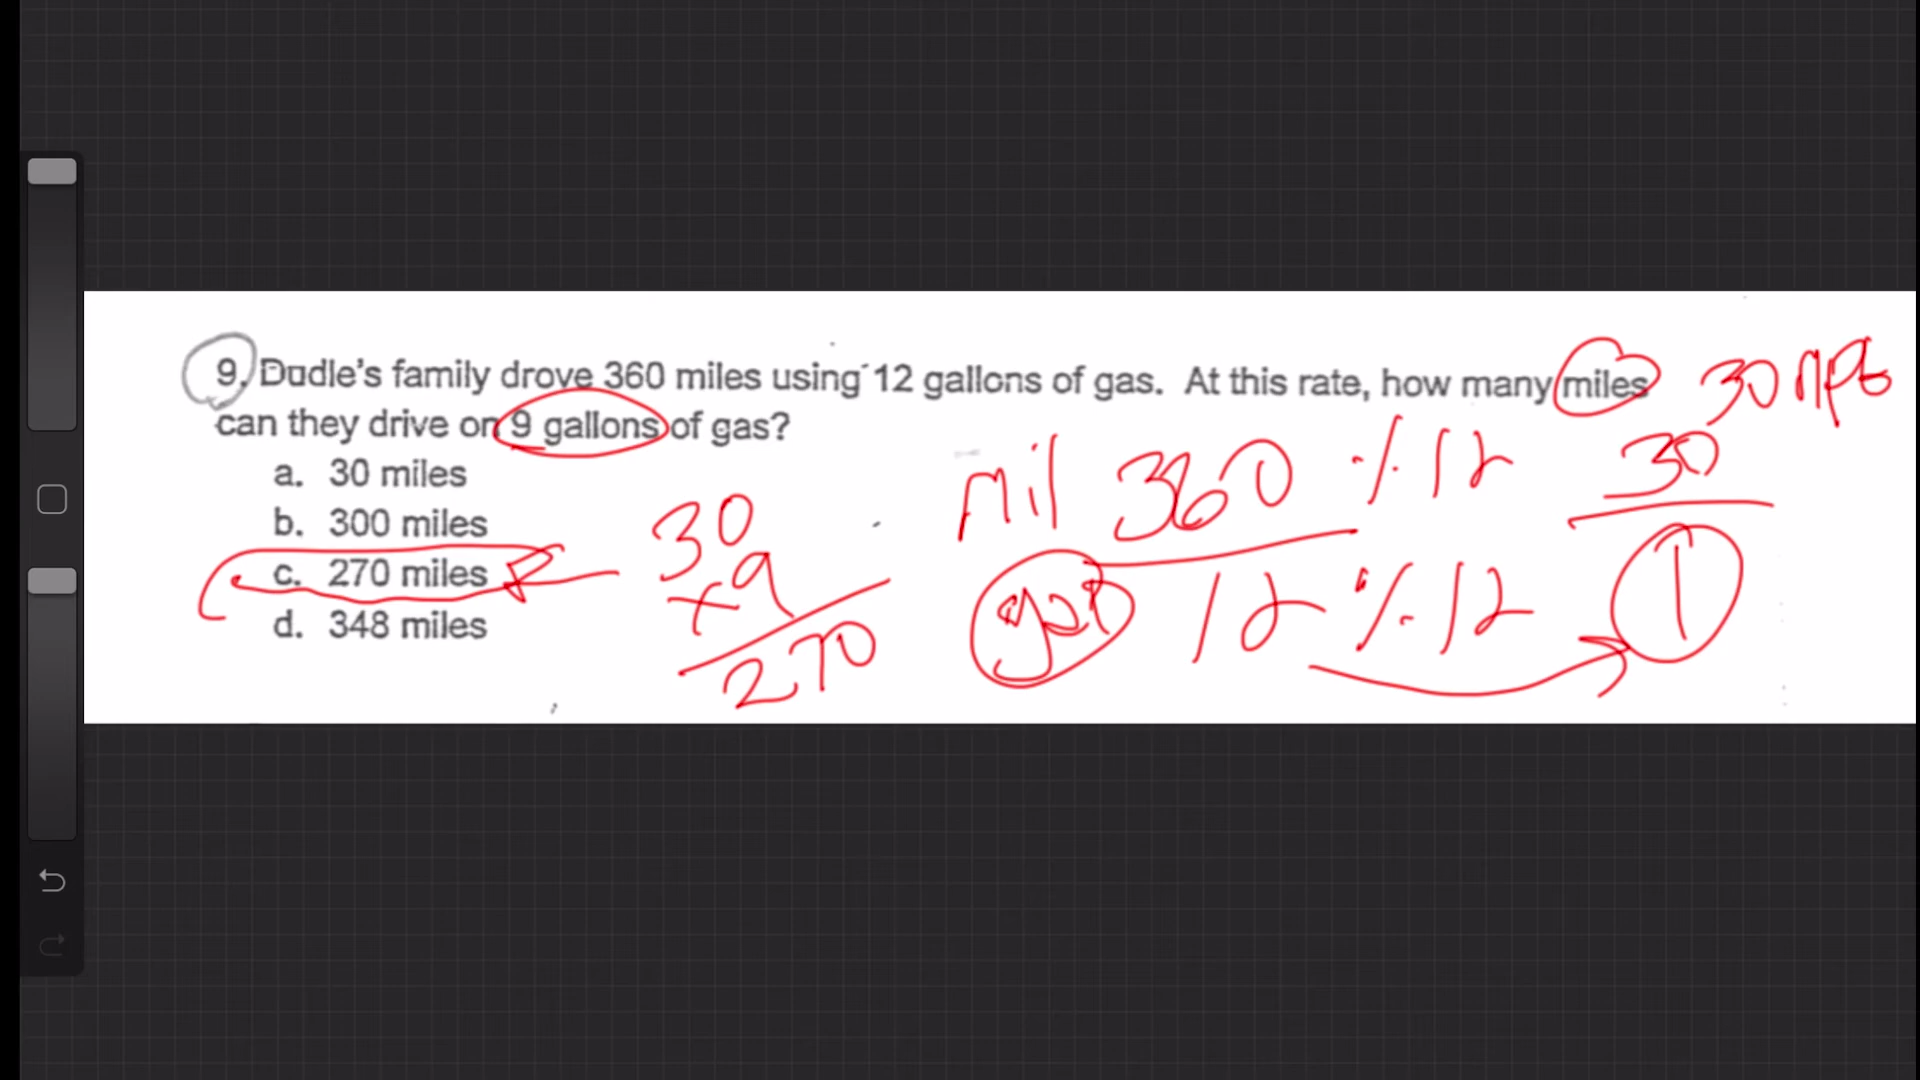 9. Dudle's family drove 360 miles using 12 gallons of gas. At this rate, how many miles
can they drive on 9 gallons of gas?
a. 30 miles
b. 300 miles
c. 270 miles
d. 348 miles
30
x9
270
mil 360 ÷ 12
gal 12 ÷ 12
30 mpg
30
1